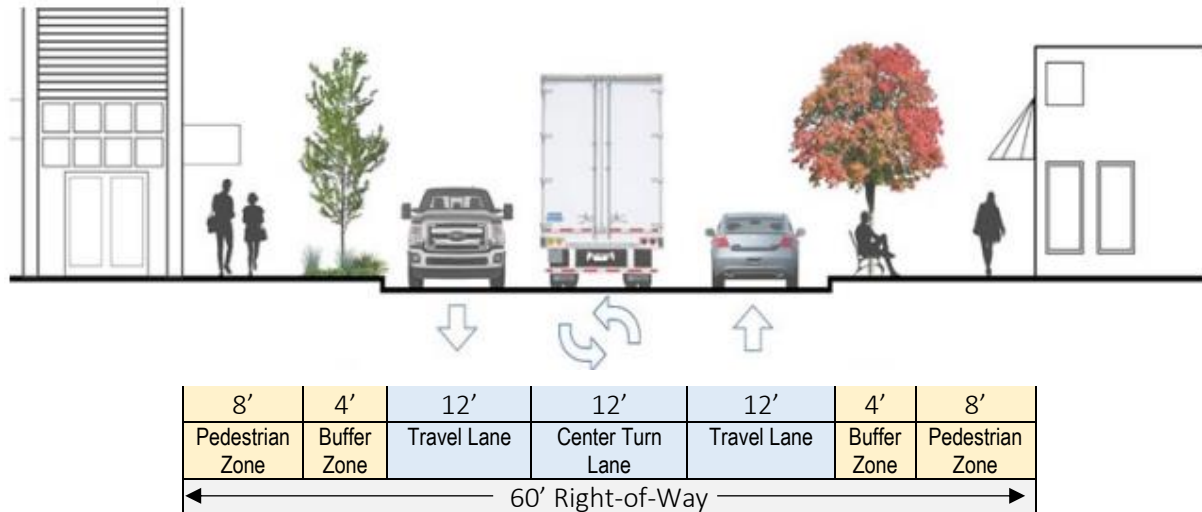 8’ 4’ 12’ 12’ 12’ 4’ 8’
Pedestrian Zone Buffer Zone Travel Lane Center Turn Lane Travel Lane Buffer Zone Pedestrian Zone
60’ Right-of-Way